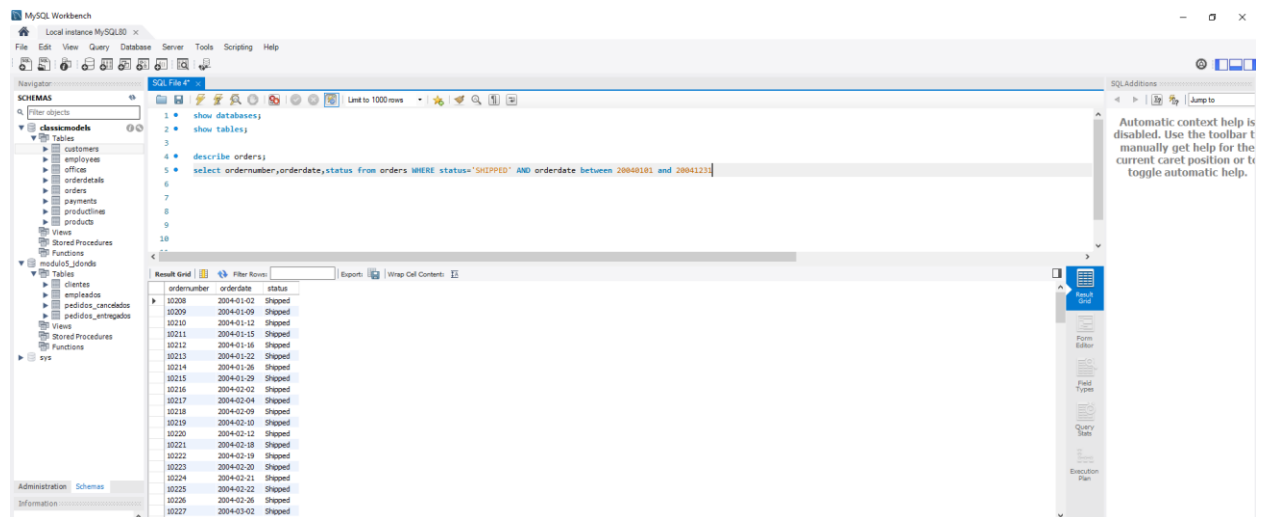 MySQL Workbench
Local instance MySQL80
File Edit View Query Database Server Tools Scripting Help
Navigator
SCHEMAS
Filter objects
classicmodels
Tables
customers
employees
offices
orderdetails
orders
payments
productlines
products
Views
Stored Procedures
Functions
modulo5_jdondis
Tables
clientes
empleados
pedidos_cancelados
pedidos_entregados
Views
Stored Procedures
Functions
sys
Administration Schemas
Information
SQL File 4*
Limit to 1000 rows
1 show databases;
2 show tables;
3
4 describe orders;
5 select ordernumber,orderdate,status from orders WHERE status='SHIPPED' AND orderdate between 20040101 and 20041231
6
7
8
9
10
Result Grid Filter Rows: Export: Wrap Cell Content:
ordernumber orderdate status
10208 2004-01-02 Shipped
10209 2004-01-09 Shipped
10210 2004-01-12 Shipped
10211 2004-01-15 Shipped
10212 2004-01-16 Shipped
10213 2004-01-22 Shipped
10214 2004-01-26 Shipped
10215 2004-01-29 Shipped
10216 2004-02-02 Shipped
10217 2004-02-04 Shipped
10218 2004-02-09 Shipped
10219 2004-02-10 Shipped
10220 2004-02-12 Shipped
10221 2004-02-18 Shipped
10222 2004-02-19 Shipped
10223 2004-02-20 Shipped
10224 2004-02-21 Shipped
10225 2004-02-22 Shipped
10226 2004-02-26 Shipped
10227 2004-03-02 Shipped
Result
Grid
Form
Editor
Field
Types
Query
Stats
Execution
Plan
SQLAdditions
Jump to
Automatic context help is
disabled. Use the toolbar t
manually get help for the
current caret position or to
toggle automatic help.